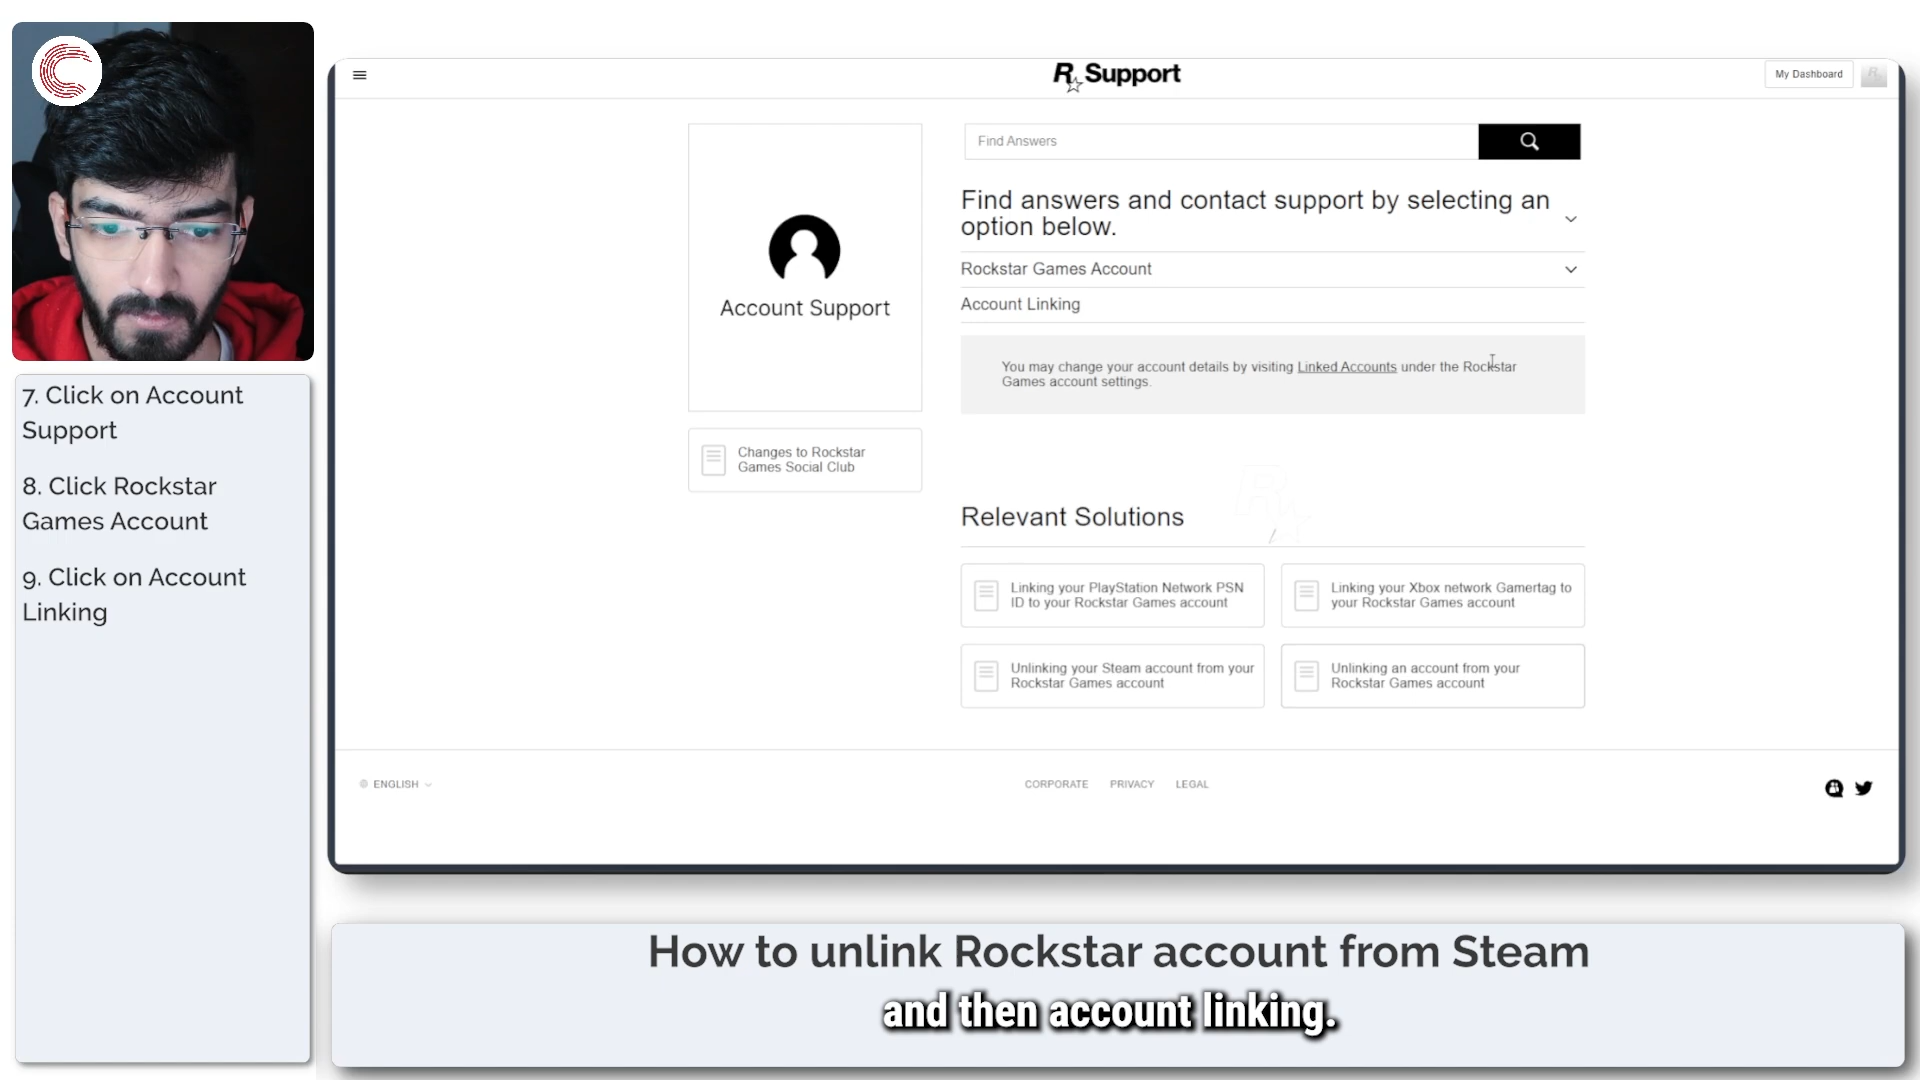 7. Click on Account
Support
8. Click Rockstar
Games Account
9. Click on Account
Linking
R Support
My Dashboard
Account Support
Changes to Rockstar
Games Social Club
Find Answers
Find answers and contact support by selecting an
option below.
Rockstar Games Account
Account Linking
You may change your account details by visiting Linked Accounts under the Rockstar
Games account settings.
Relevant Solutions
Linking your PlayStation Network PSN
ID to your Rockstar Games account
Linking your Xbox network Gamertag to
your Rockstar Games account
Unlinking your Steam account from your
Rockstar Games account
Unlinking an account from your
Rockstar Games account
ENGLISH
CORPORATE PRIVACY LEGAL
How to unlink Rockstar account from Steam
and then account linking.